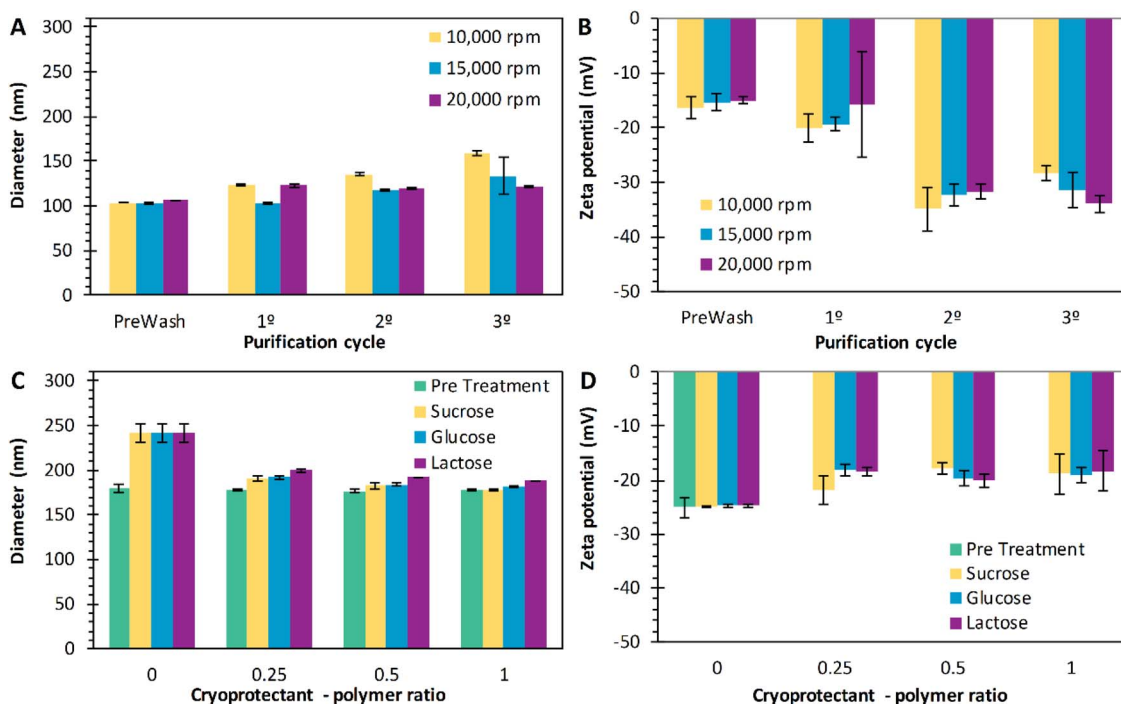 A
Diameter (nm)
300
250
200
150
100
50
0
10,000 rpm
15,000 rpm
20,000 rpm
PreWash
1º
2º
3º
Purification cycle
B
Zeta potential (mV)
0
-10
-20
-30
-40
-50
10,000 rpm
15,000 rpm
20,000 rpm
PreWash
1º
2º
3º
Purification cycle
C
Diameter (nm)
300
250
200
150
100
50
0
Pre Treatment
Sucrose
Glucose
Lactose
0
0.25
0.5
1
Cryoprotectant - polymer ratio
D
Zeta potential (mV)
0
-10
-20
-30
-40
-50
Pre Treatment
Sucrose
Glucose
Lactose
0
0.25
0.5
1
Cryoprotectant - polymer ratio